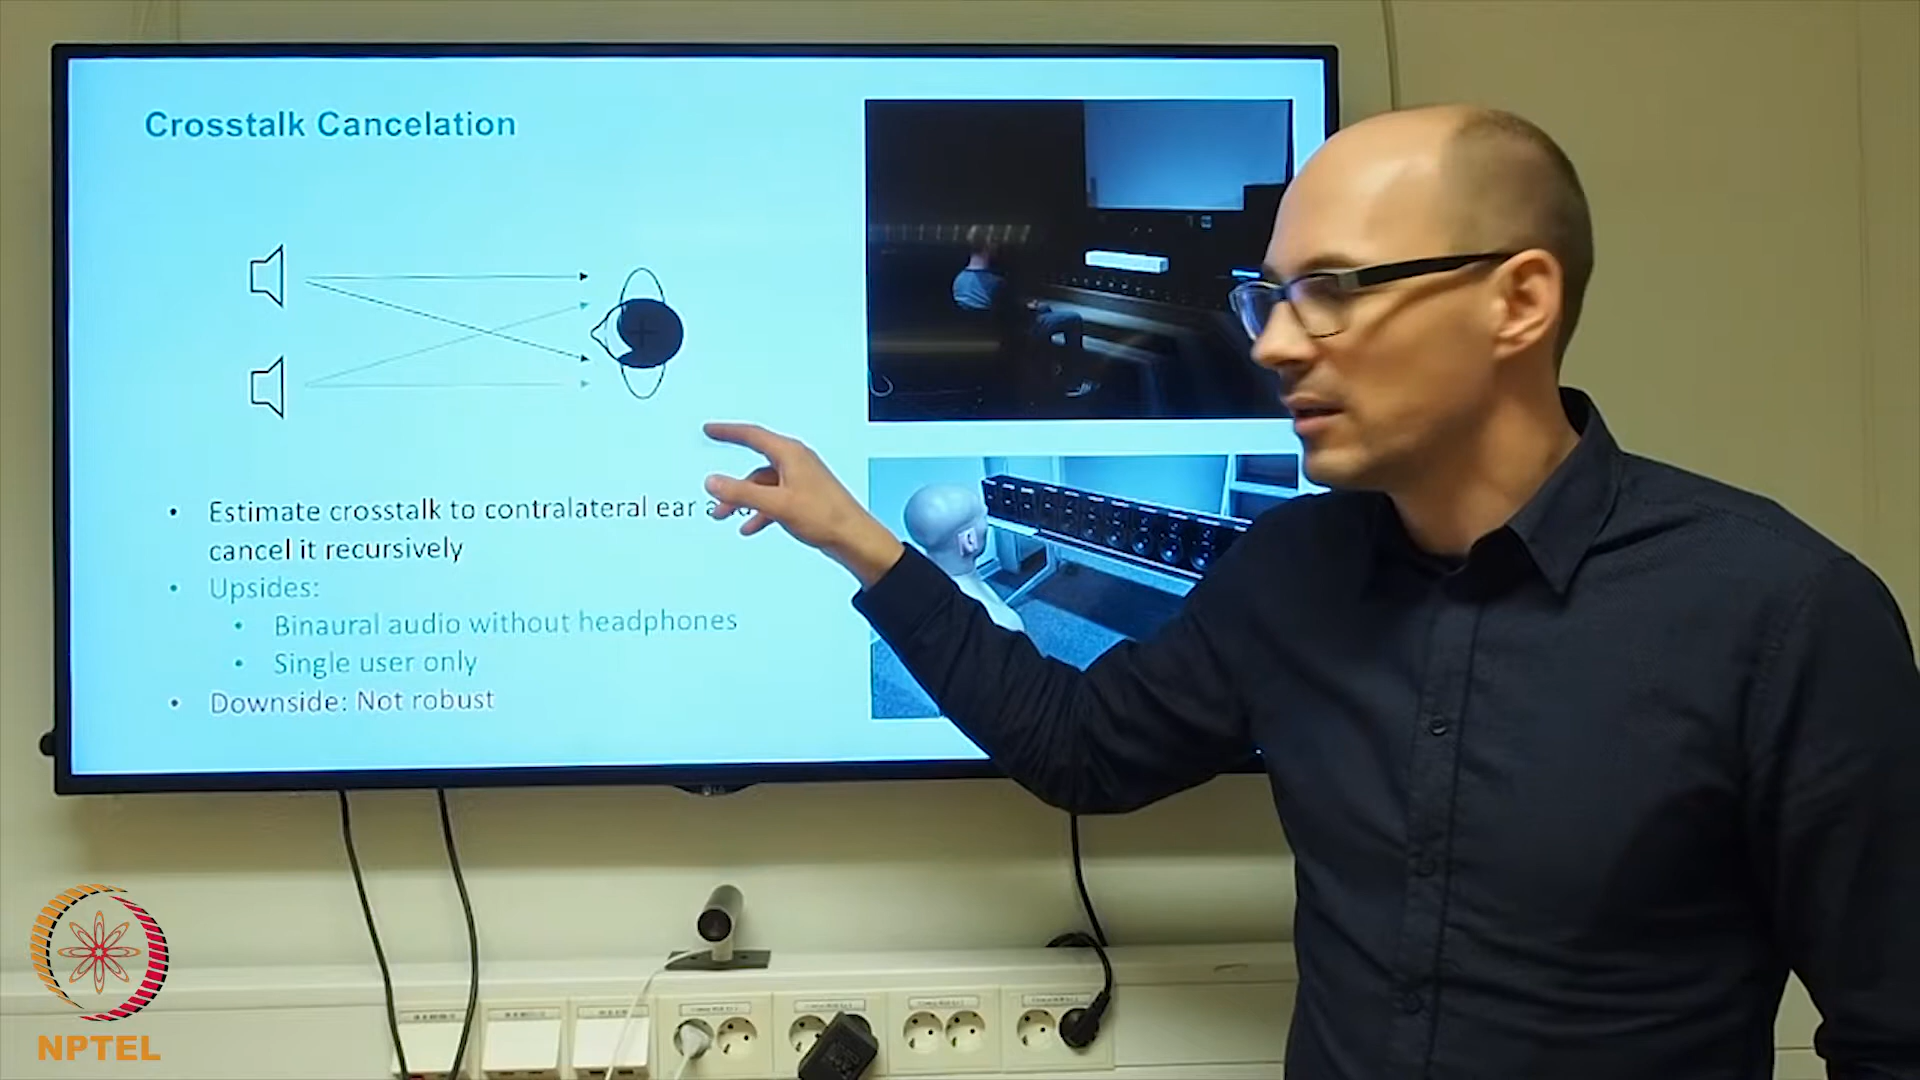 Crosstalk Cancelation
• Estimate crosstalk to contralateral ear and
cancel it recursively
• Upsides:
• Binaural audio without headphones
• Single user only
• Downside: Not robust
NPTEL